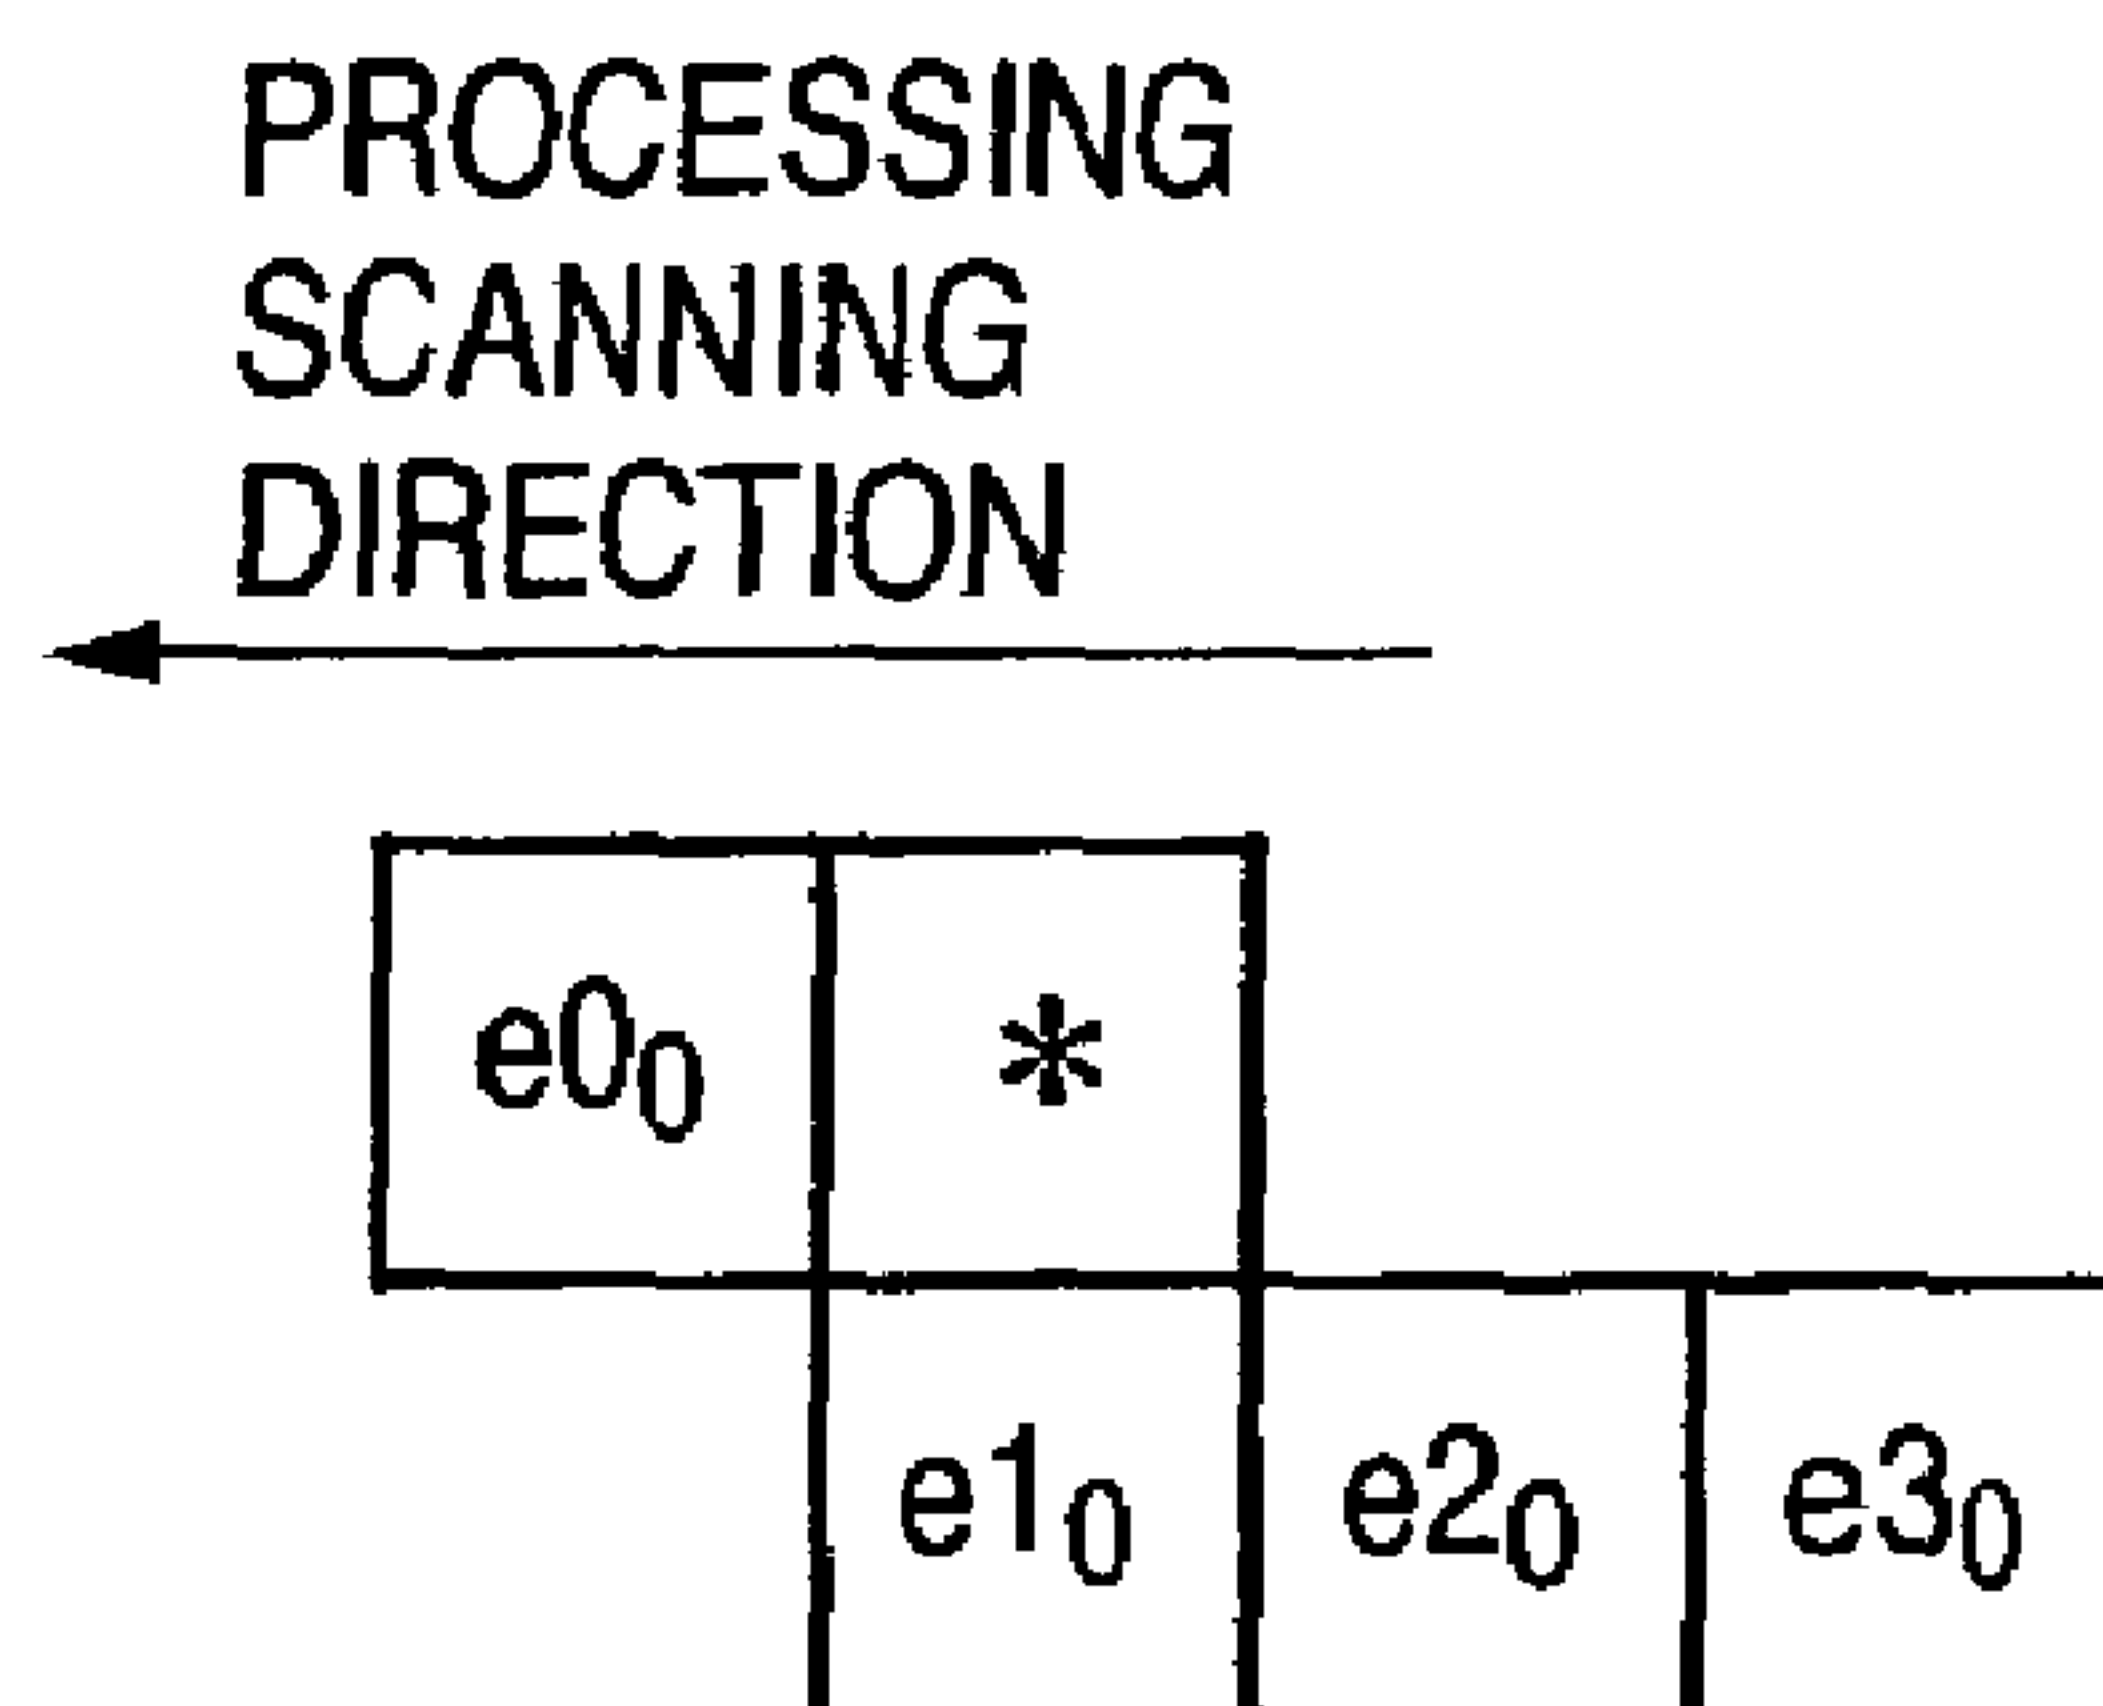 PROCESSING
SCANNING
DIRECTION
e0₀ *
e1₀ e2₀ e3₀